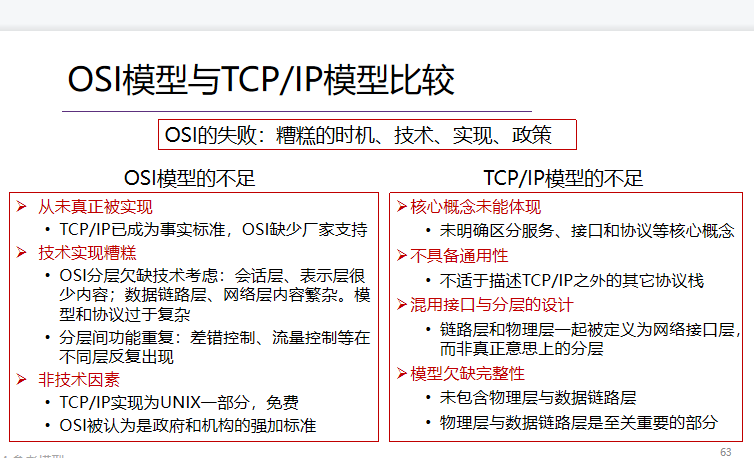 OSI模型与TCP/IP模型比较
OSI的失败：糟糕的时机、技术、实现、政策
OSI模型的不足
➢ 从未真正被实现
• TCP/IP已成为事实标准，OSI缺少厂家支持
➢ 技术实现糟糕
• OSI分层欠缺技术考虑：会话层、表示层很
少内容；数据链路层、网络层内容繁杂。模
型和协议过于复杂
• 分层间功能重复：差错控制、流量控制等在
不同层反复出现
➢ 非技术因素
• TCP/IP实现为UNIX一部分，免费
• OSI被认为是政府和机构的强加标准
TCP/IP模型的不足
➢核心概念未能体现
• 未明确区分服务、接口和协议等核心概念
➢不具备通用性
• 不适于描述TCP/IP之外的其它协议栈
➢混用接口与分层的设计
• 链路层和物理层一起被定义为网络接口层，
而非真正意思上的分层
➢模型欠缺完整性
• 未包含物理层与数据链路层
• 物理层与数据链路层是至关重要的部分
63